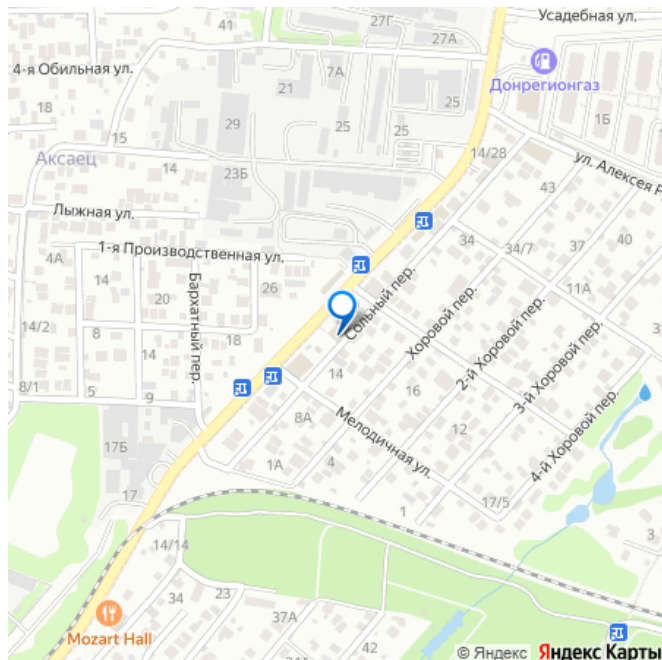 Усадебная ул.
41
27Г
27А
4-я Обильная ул.
7А
21
Донрегионгаз
18
25
25
1Б
15
29
25
25
Аксаец
14
14/28
ул. Алексея Р
23Б
43
Лыжная ул.
34
34/7
37
40
1-я Производственная ул.
4А
26
11А
20
Бархатный пер.
Сольный пер.
Хоровой пер.
2-й Хоровой пер.
3-й Хоровой пер.
14/2
18
14
14
16
8/1
5
9
8А
Мелодичная ул.
12
4-й Хоровой пер.
17Б
1А
4
17
1
17/5
14/14
3
34
23
37А
Mozart Hall
42
© Яндекс
Яндекс Карты